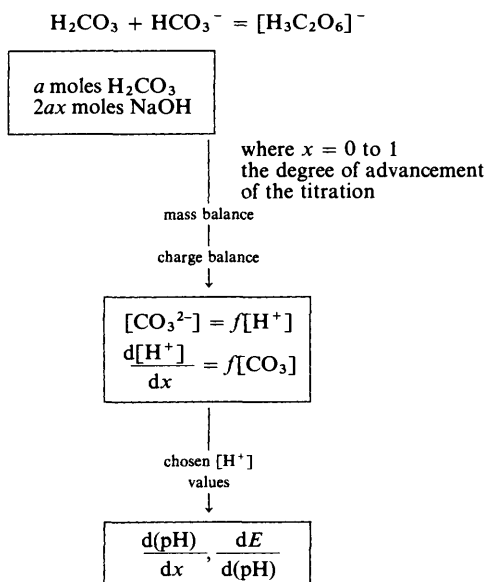 H₂CO₃ + HCO₃⁻ = [H₃C₂O₆]⁻
a moles H₂CO₃
2ax moles NaOH
where x = 0 to 1
the degree of advancement
of the titration
mass balance
charge balance
[CO₃²⁻] = f[H⁺]
d[H⁺]/dx = f[CO₃]
chosen [H⁺]
values
d(pH)/dx, dE/d(pH)